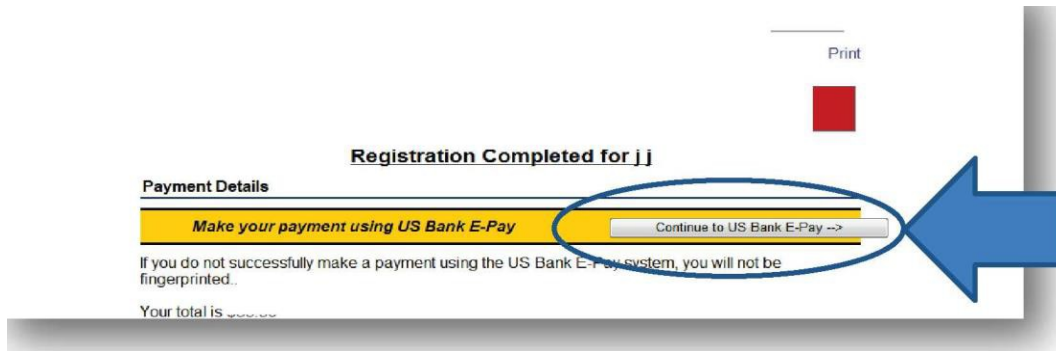 Print
Registration Completed for j j
Payment Details
Make your payment using US Bank E-Pay
Continue to US Bank E-Pay -->
If you do not successfully make a payment using the US Bank E-Pay system, you will not be
fingerprinted..
Your total is